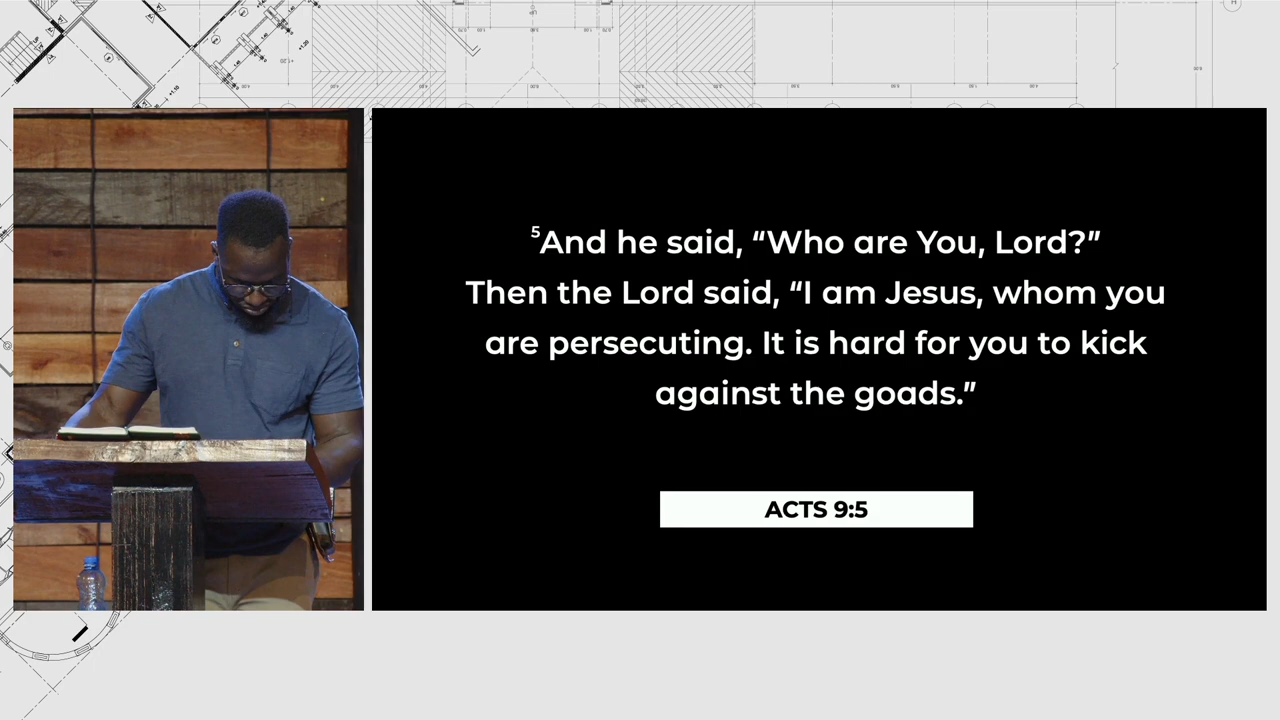 ⁵And he said, “Who are You, Lord?”
Then the Lord said, “I am Jesus, whom you
are persecuting. It is hard for you to kick
against the goads.”
ACTS 9:5